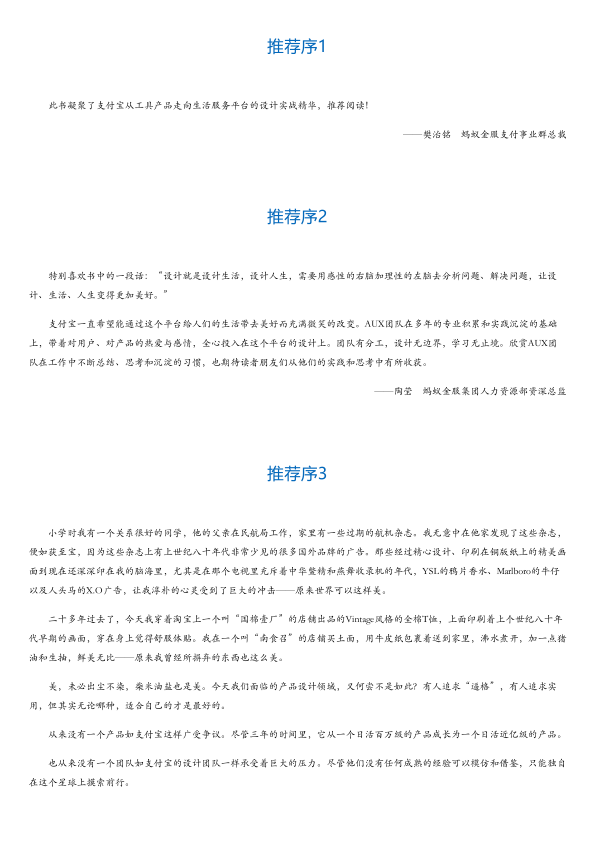 推荐序1
此书凝聚了支付宝从工具产品走向生活服务平台的设计实战精华，推荐阅读！
——樊治铭　蚂蚁金服支付事业群总裁
推荐序2
特别喜欢书中的一段话：“设计就是设计生活，设计人生，需要用感性的右脑加理性的左脑去分析问题、解决问题，让设
计、生活、人生变得更加美好。”
支付宝一直希望能通过这个平台给人们的生活带去美好而充满微笑的改变。AUX团队在多年的专业积累和实践沉淀的基础
上，带着对用户、对产品的热爱与感情，全心投入在这个平台的设计上。团队有分工，设计无边界，学习无止境。欣赏AUX团
队在工作中不断总结、思考和沉淀的习惯，也期待读者朋友们从他们的实践和思考中有所收获。
——陶莹　蚂蚁金服集团人力资源部资深总监
推荐序3
小学时我有一个关系很好的同学，他的父亲在民航局工作，家里有一些过期的航机杂志。我无意中在他家发现了这些杂志，
便如获至宝，因为这些杂志上有上世纪八十年代非常少见的很多国外品牌的广告。那些经过精心设计、印刷在铜版纸上的精美画
面到现在还深深印在我的脑海里，尤其是在那个电视里充斥着中华鳖精和燕舞收录机的年代，YSL的鸦片香水、Marlboro的牛仔
以及人头马的X.O广告，让我淳朴的心灵受到了巨大的冲击——原来世界可以这样美。
二十多年过去了，今天我穿着淘宝上一个叫“国棉壹厂”的店铺出品的Vintage风格的全棉T恤，上面印刷着上个世纪八十年
代早期的画面，穿在身上觉得舒服体贴。我在一个叫“尚食召”的店铺买土面，用牛皮纸包裹着送到家里，沸水煮开，加一点猪
油和生抽，鲜美无比——原来我曾经所摒弃的东西也这么美。
美，未必出尘不染，柴米油盐也是美。今天我们面临的产品设计领域，又何尝不是如此？有人追求“逼格”，有人追求实
用，但其实无论哪种，适合自己的才是最好的。
从来没有一个产品如支付宝这样广受争议。尽管三年的时间里，它从一个日活百万级的产品成长为一个日活近亿级的产品。
也从来没有一个团队如支付宝的设计团队一样承受着巨大的压力。尽管他们没有任何成熟的经验可以模仿和借鉴，只能独自
在这个星球上摸索前行。